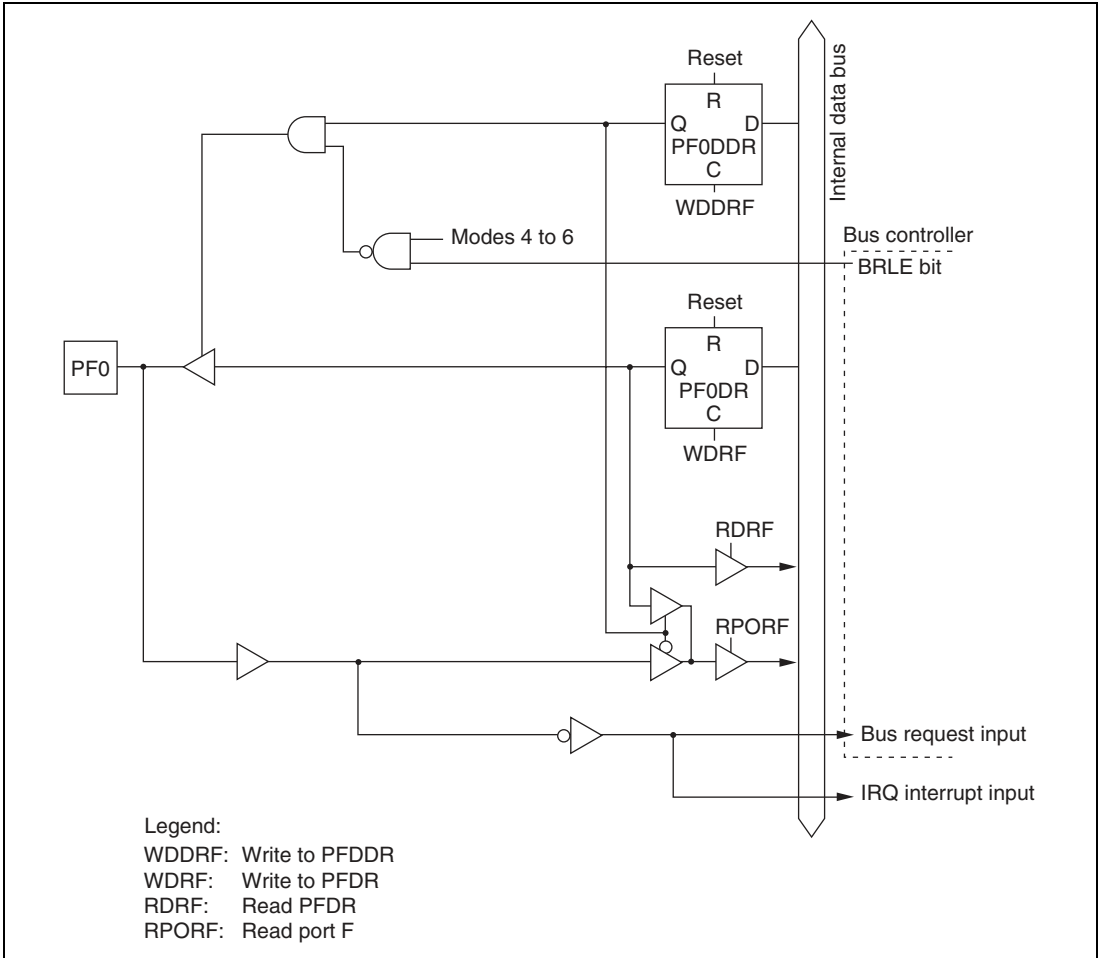 Reset
R
Q D
PF0DDR
C
WDDRF
Internal data bus
Modes 4 to 6
Bus controller
BRLE bit
Reset
R
PF0
Q D
PF0DR
C
WDRF
RDRF
RPORF
Bus request input
IRQ interrupt input
Legend:
WDDRF: Write to PFDDR
WDRF: Write to PFDR
RDRF: Read PFDR
RPORF: Read port F